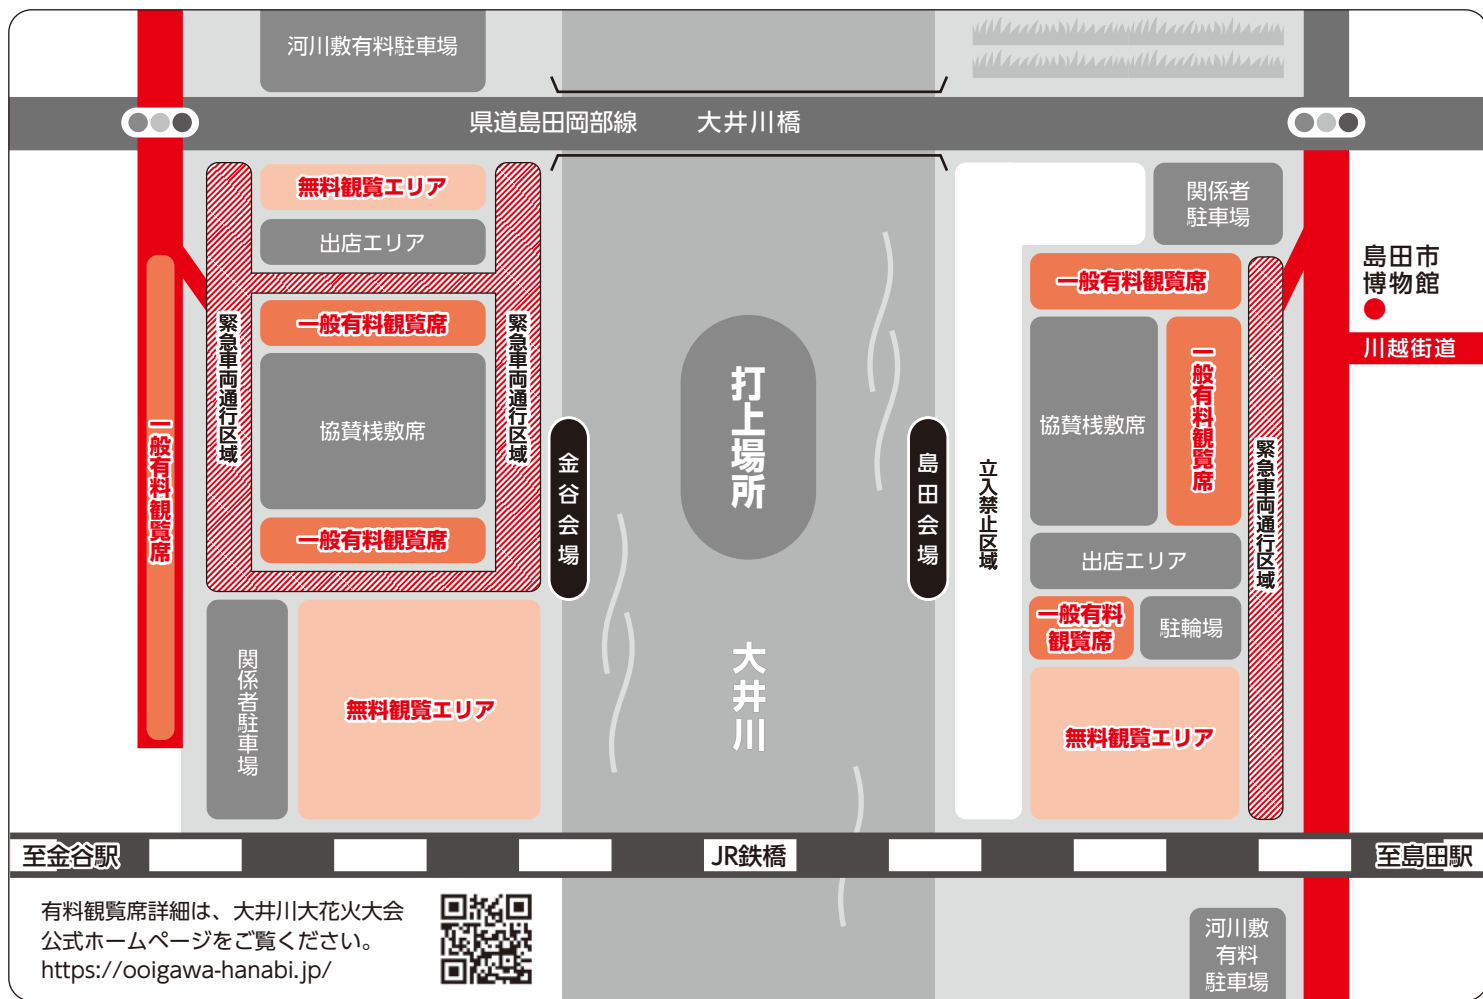 河川敷有料駐車場
県道島田岡部線 大井川橋
無料観覧エリア
出店エリア
一般有料観覧席
協賛桟敷席
一般有料観覧席
緊急車両通行区域
緊急車両通行区域
一般有料観覧席
関係者駐車場
無料観覧エリア
金谷会場
打上場所
大井川
島田会場
立入禁止区域
関係者
駐車場
一般有料観覧席
協賛桟敷席
一般有料観覧席
出店エリア
一般有料
観覧席
駐輪場
無料観覧エリア
緊急車両通行区域
島田市
博物館
川越街道
至金谷駅
JR鉄橋
至島田駅
有料観覧席詳細は、大井川大花火大会
公式ホームページをご覧ください。
https://ooigawa-hanabi.jp/
河川敷
有料
駐車場